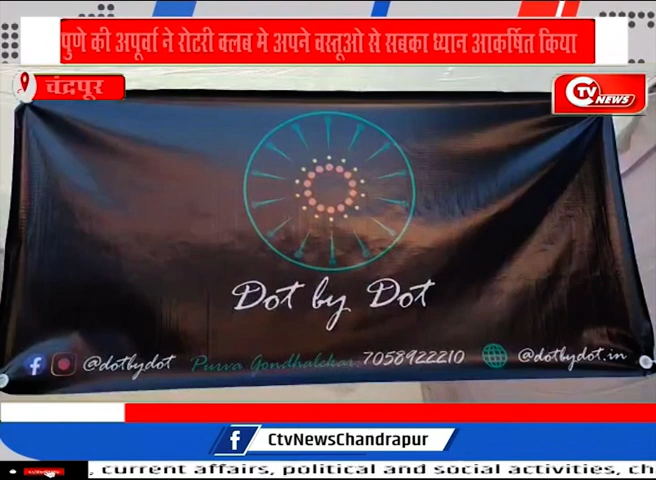 पुणे की अपूर्वा ने रोटरी क्लब मे अपने वस्तूओ से सबका ध्यान आकर्षित किया
चंद्रपूर
CTV NEWS
Dot by Dot
@dotbydot Purva Gondhalekar: 7058922210 @dotbydot.in
CtvNewsChandrapur
, current affairs, political and social activities, ch